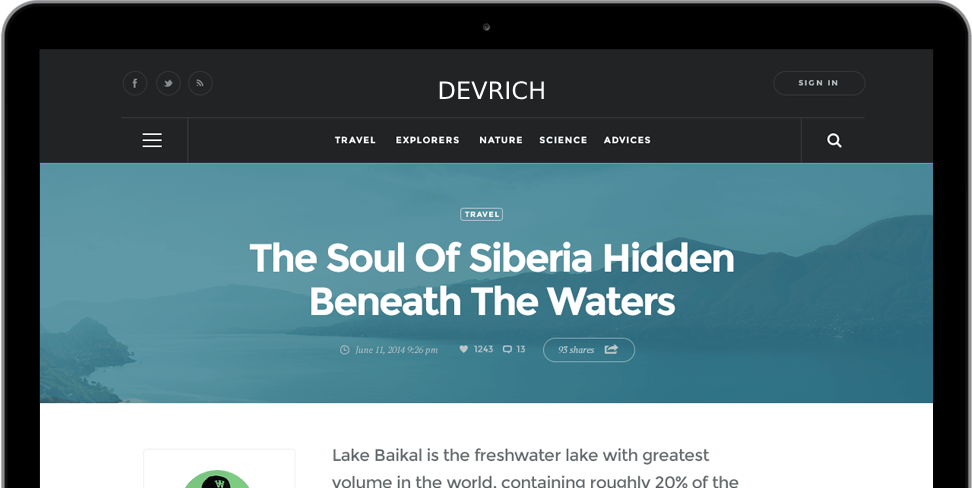 DEVRICH
SIGN IN
TRAVEL EXPLORERS NATURE SCIENCE ADVICES
TRAVEL
The Soul Of Siberia Hidden
Beneath The Waters
June 11, 2014 9:26 pm 1243 13 93 shares
Lake Baikal is the freshwater lake with greatest
volume in the world, containing roughly 20% of the
W